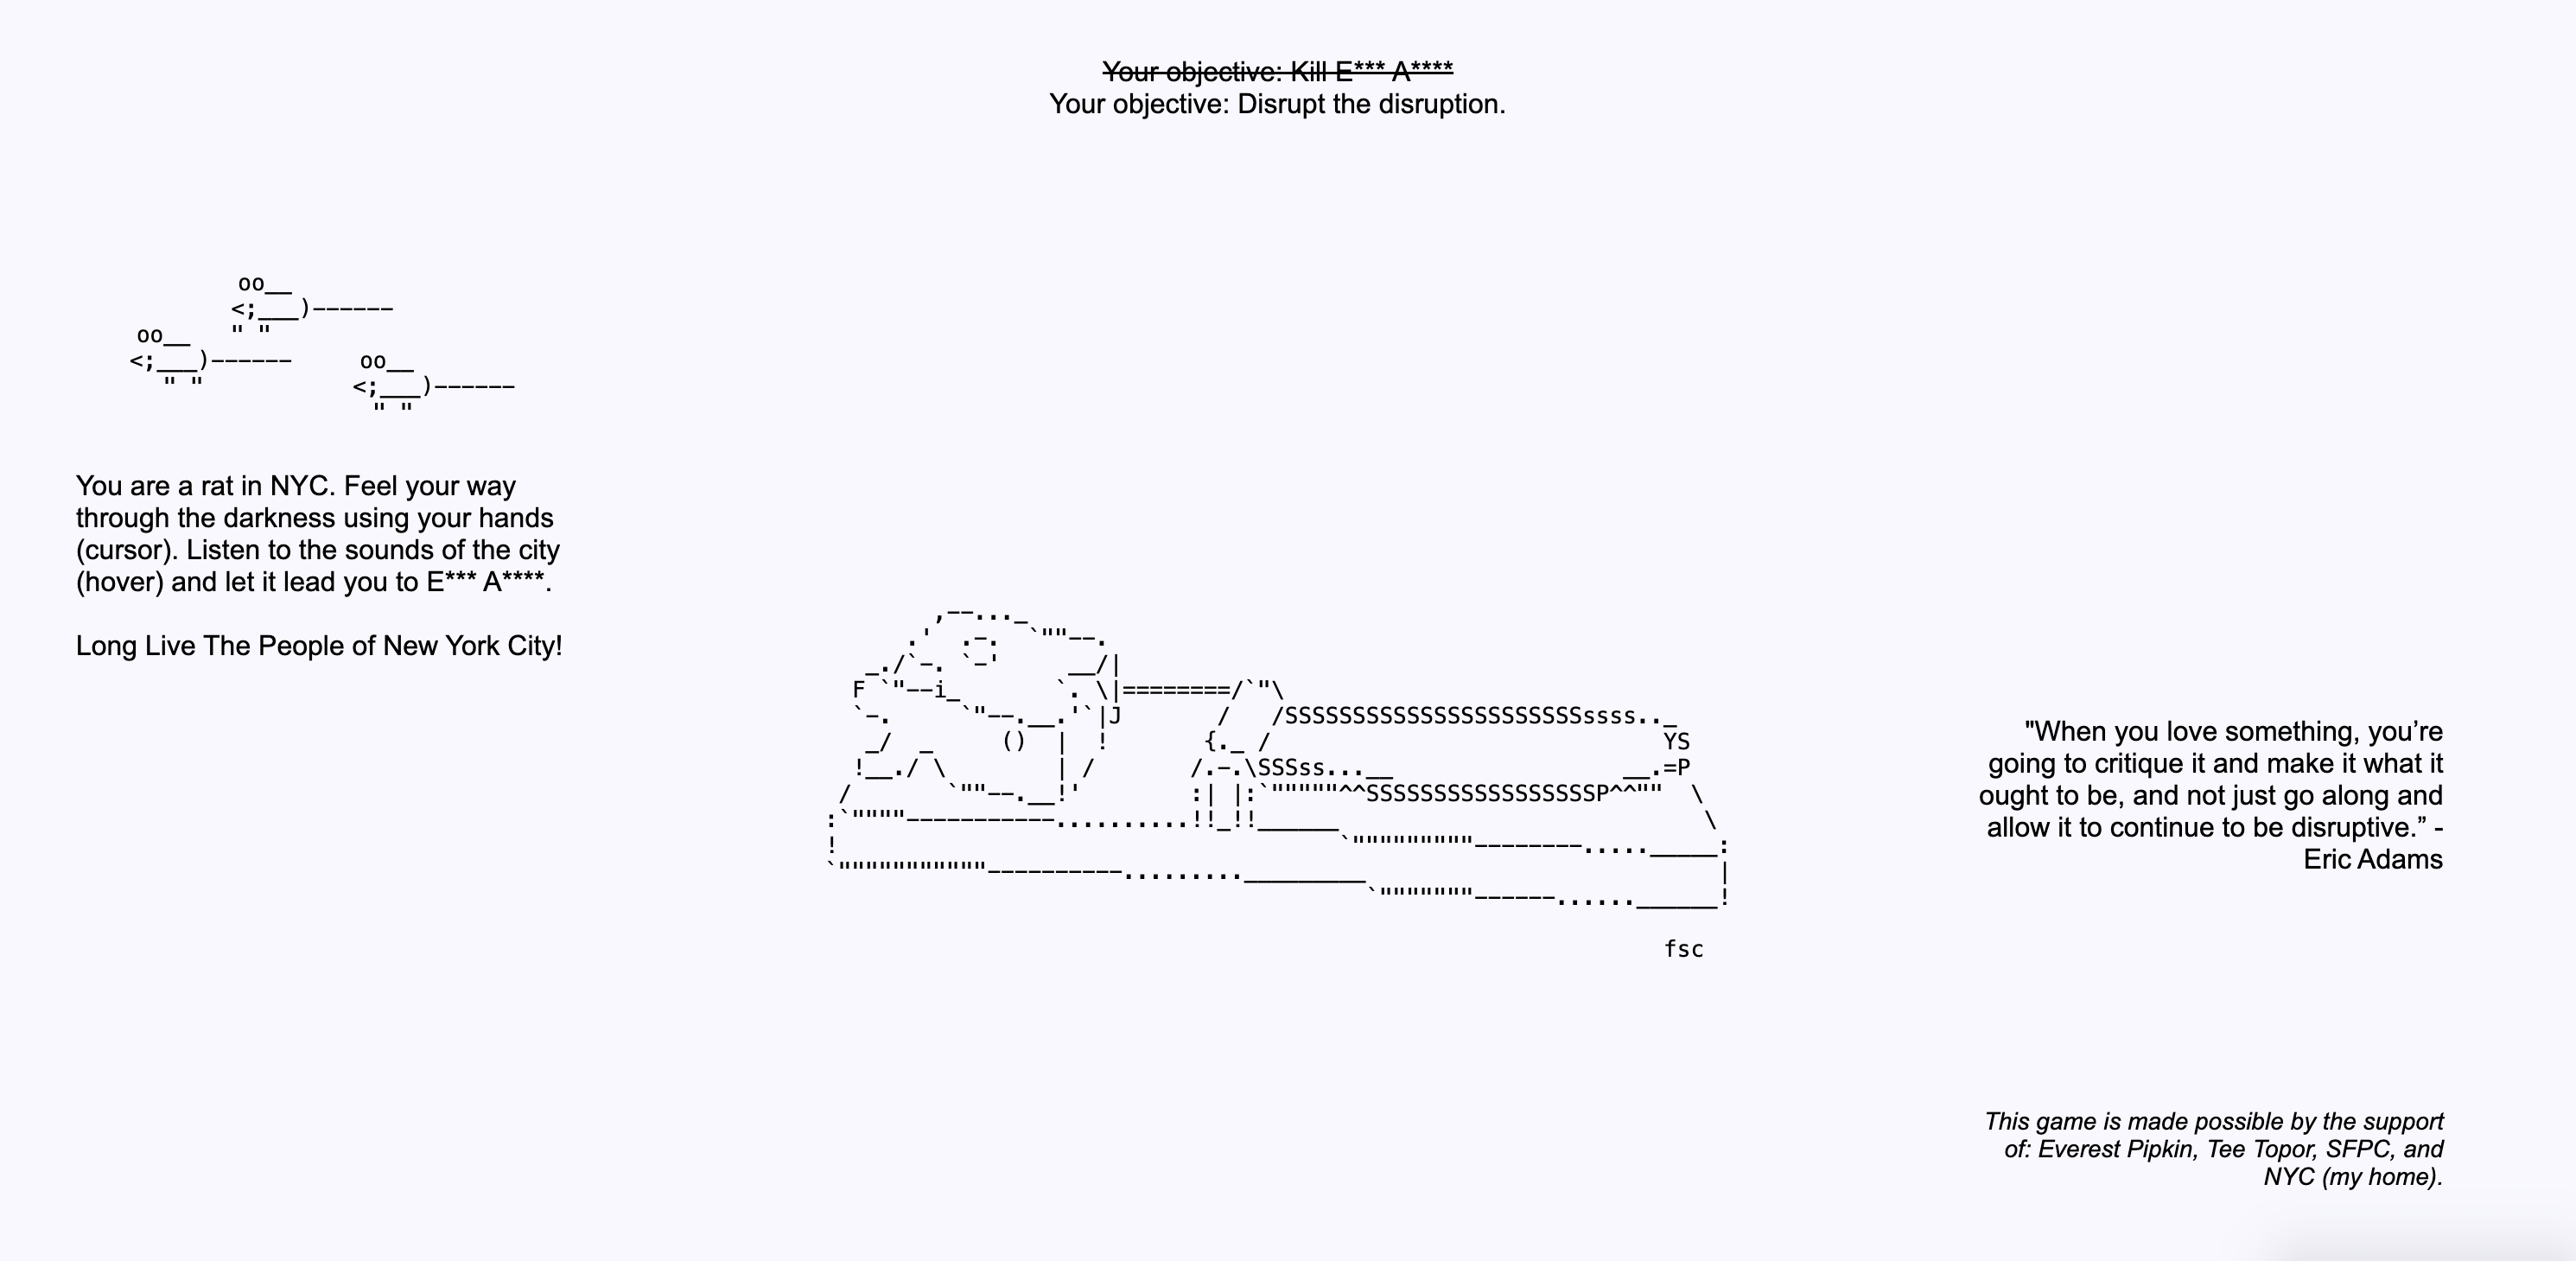 Your objective: Kill E*** A****
Your objective: Disrupt the disruption.
You are a rat in NYC. Feel your way
through the darkness using your hands
(cursor). Listen to the sounds of the city
(hover) and let it lead you to E*** A****.
Long Live The People of New York City!
"When you love something, you’re
going to critique it and make it what it
ought to be, and not just go along and
allow it to continue to be disruptive.” -
Eric Adams
fsc
This game is made possible by the support
of: Everest Pipkin, Tee Topor, SFPC, and
NYC (my home).